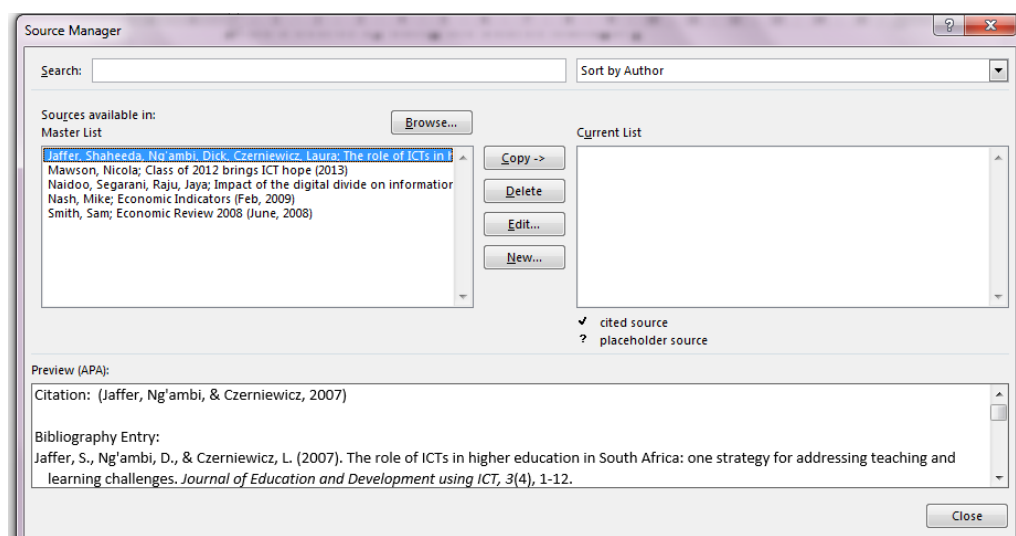 Source Manager
Search:
Sort by Author
Sources available in:
Master List
Browse...
Current List
Jaffer, Shaheeda, Ng'ambi, Dick, Czerniewicz, Laura; The role of ICTs in h
Mawson, Nicola; Class of 2012 brings ICT hope (2013)
Naidoo, Segarani, Raju, Jaya; Impact of the digital divide on information
Nash, Mike; Economic Indicators (Feb, 2009)
Smith, Sam; Economic Review 2008 (June, 2008)
Copy ->
Delete
Edit...
New...
✓ cited source
? placeholder source
Preview (APA):
Citation: (Jaffer, Ng'ambi, & Czerniewicz, 2007)
Bibliography Entry:
Jaffer, S., Ng'ambi, D., & Czerniewicz, L. (2007). The role of ICTs in higher education in South Africa: one strategy for addressing teaching and
learning challenges. Journal of Education and Development using ICT, 3(4), 1-12.
Close